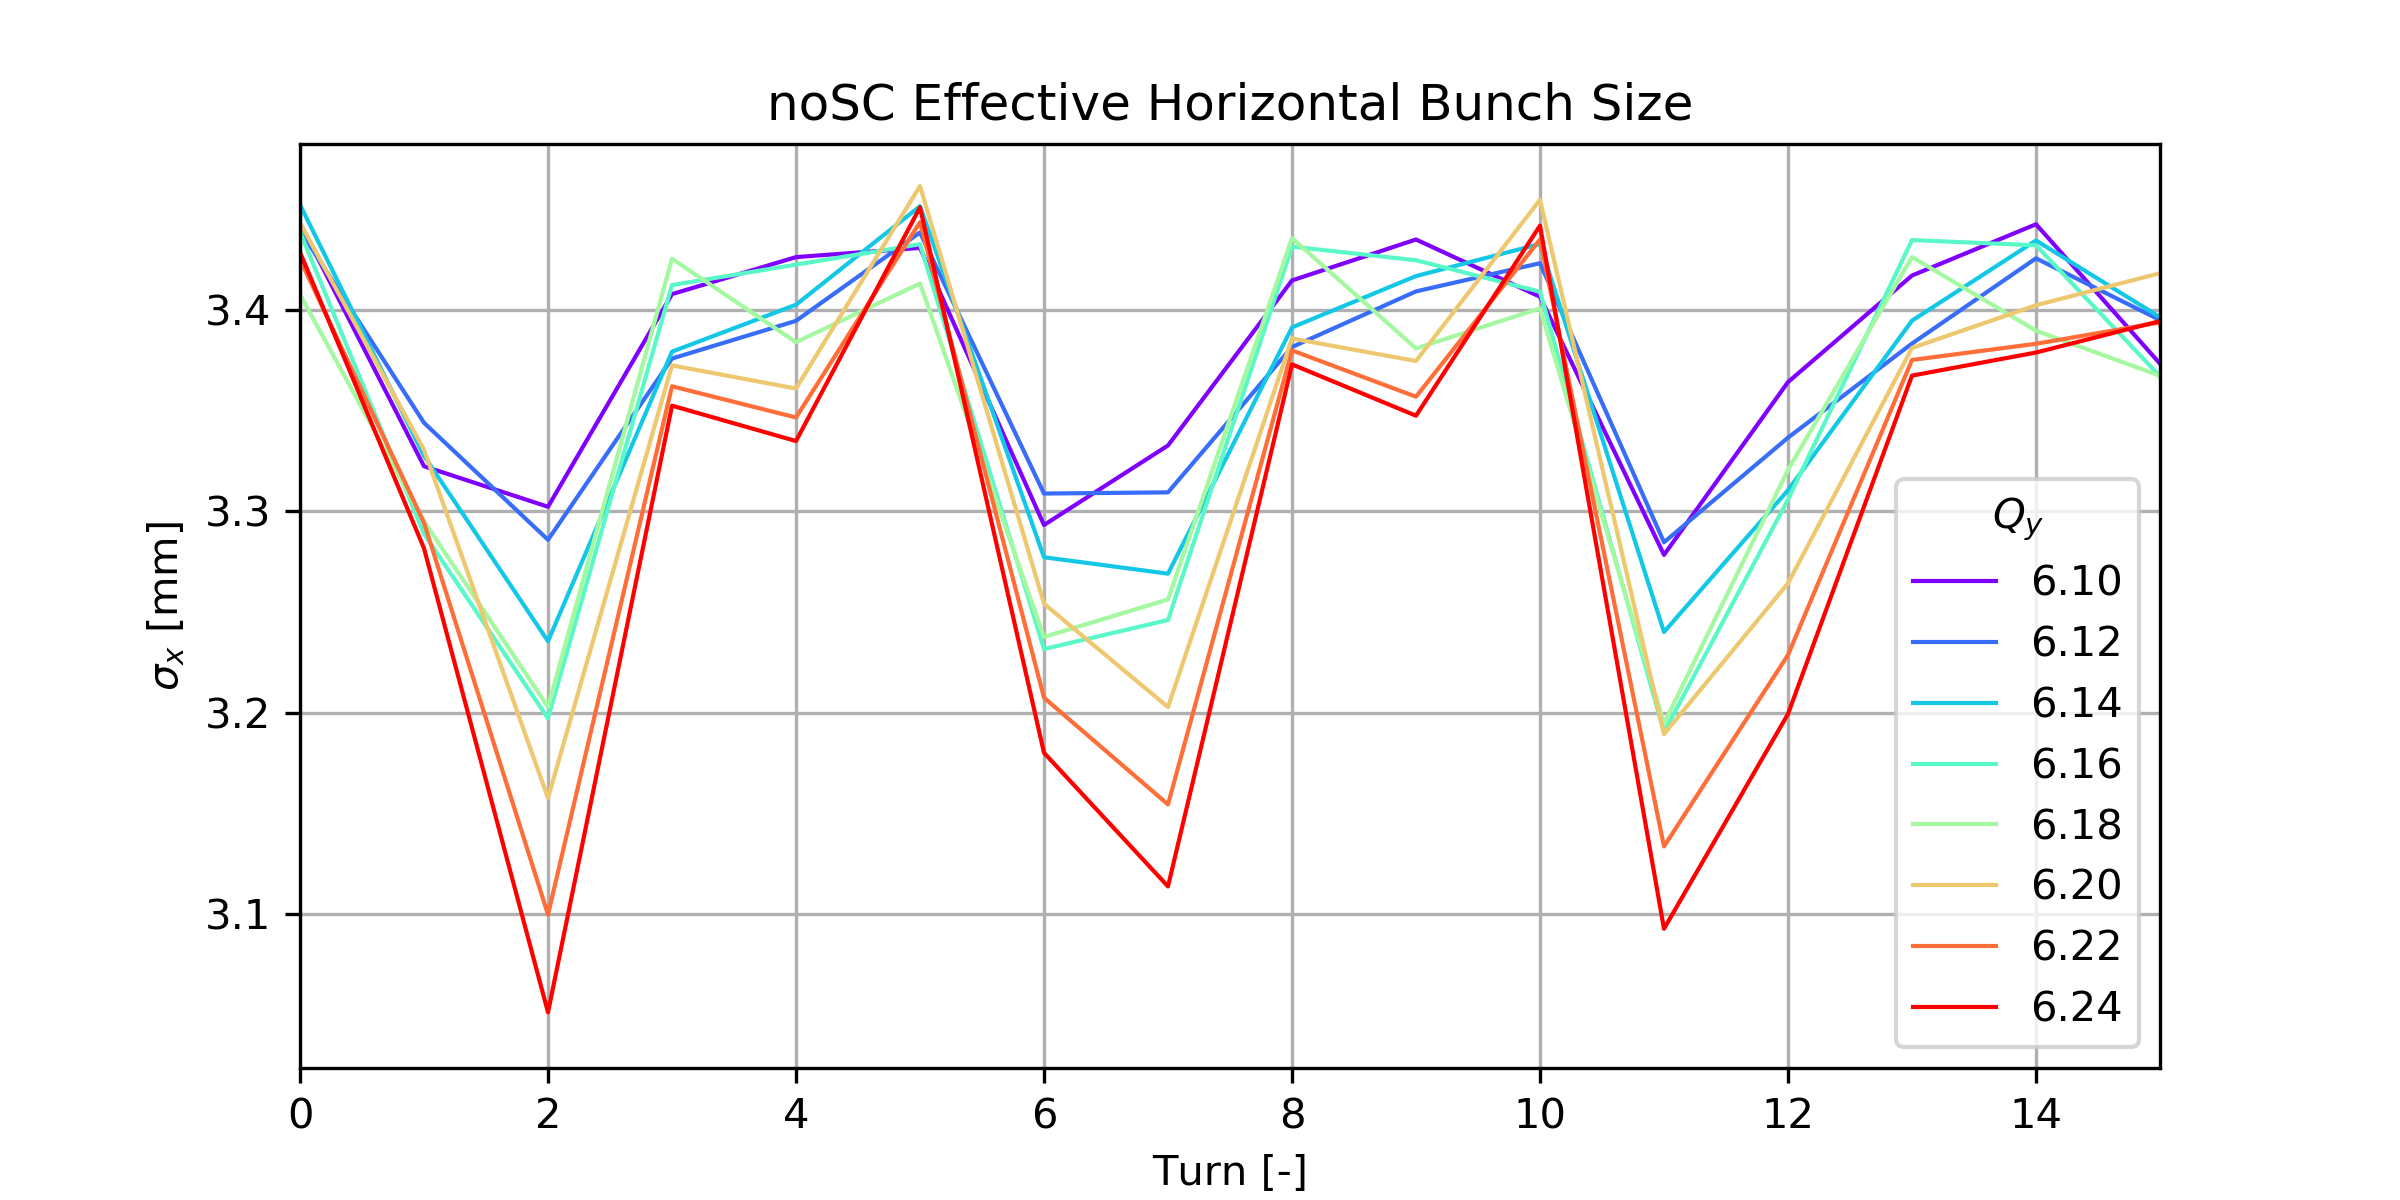 noSC Effective Horizontal Bunch Size
σx [mm]
3.4
3.3
3.2
3.1
Qy
6.10
6.12
6.14
6.16
6.18
6.20
6.22
6.24
0 2 4 6 8 10 12 14
Turn [-]